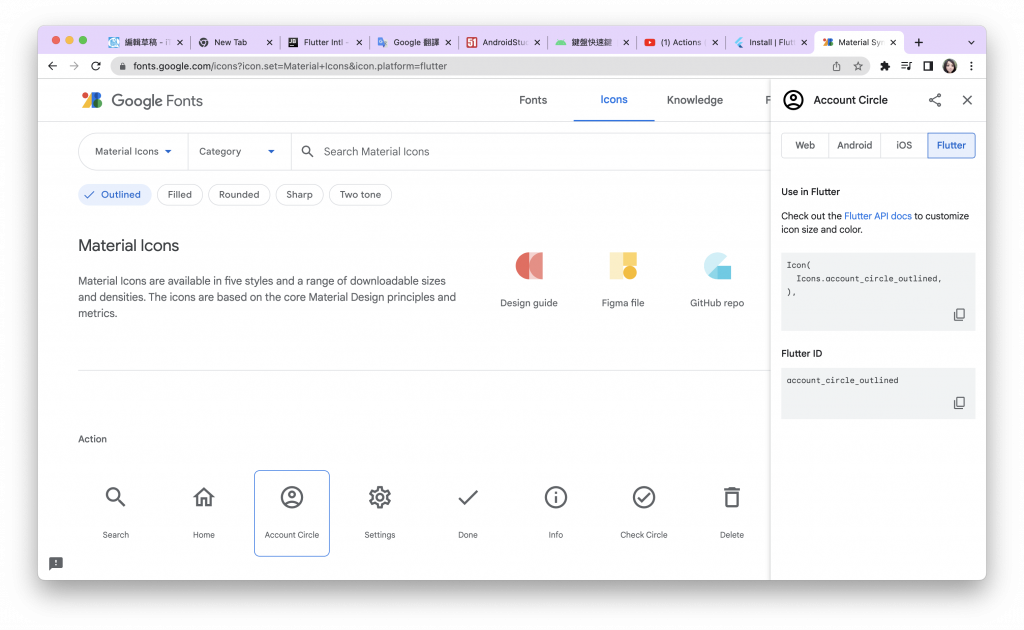 編輯草稿 - iT
New Tab
Flutter Intl -
Google 翻譯
AndroidStud
鍵盤快速鍵
(1) Actions
Install | Flutt
Material Sy
fonts.google.com/icons?icon.set=Material+Icons&icon.platform=flutter
Google Fonts
Fonts
Icons
Knowledge
F
Account Circle
Material Icons
Category
Search Material Icons
Web
Android
iOS
Flutter
Outlined
Filled
Rounded
Sharp
Two tone
Use in Flutter
Check out the Flutter API docs to customize
icon size and color.
Material Icons
Material Icons are available in five styles and a range of downloadable sizes
and densities. The icons are based on the core Material Design principles and
metrics.
Design guide
Figma file
GitHub repo
Icon(
Icons.account_circle_outlined,
),
Flutter ID
account_circle_outlined
Action
Search
Home
Account Circle
Settings
Done
Info
Check Circle
Delete